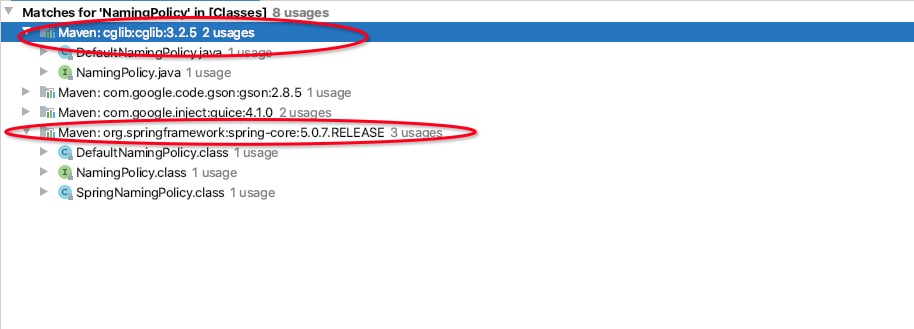 Matches for 'NamingPolicy' in [Classes] 8 usages
Maven: cglib:cglib:3.2.5 2 usages
DefaultNamingPolicy.java 1 usage
NamingPolicy.java 1 usage
Maven: com.google.code.gson:gson:2.8.5 1 usage
Maven: com.google.inject:guice:4.1.0 2 usages
Maven: org.springframework:spring-core:5.0.7.RELEASE 3 usages
DefaultNamingPolicy.class 1 usage
NamingPolicy.class 1 usage
SpringNamingPolicy.class 1 usage